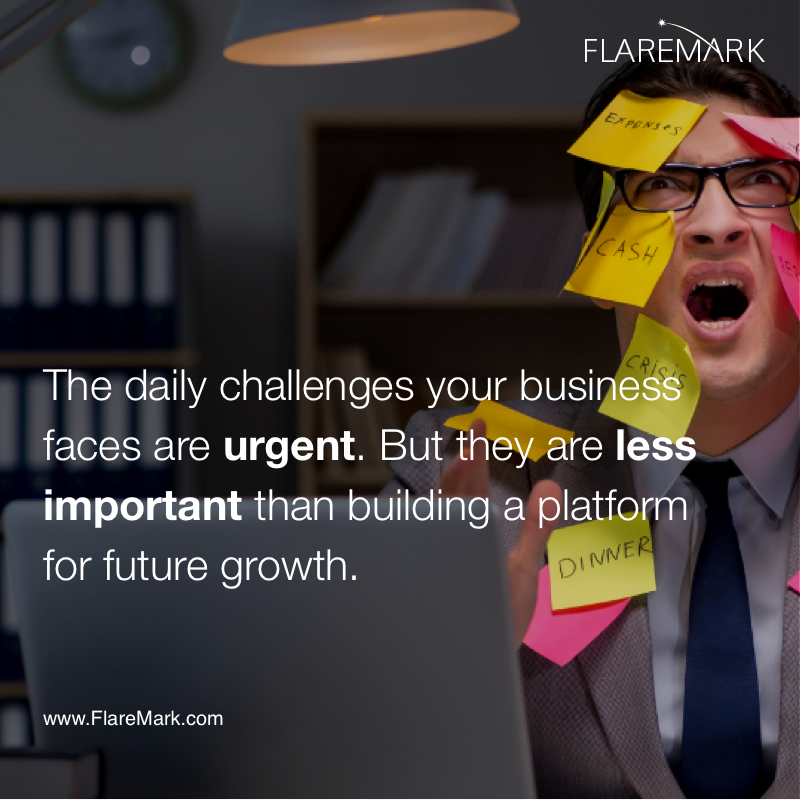 FLAREMARK
EXPENSES
CASH
CRISIS
The daily challenges your business
faces are urgent. But they are less
important than building a platform
for future growth.
DINNER
www.FlareMark.com